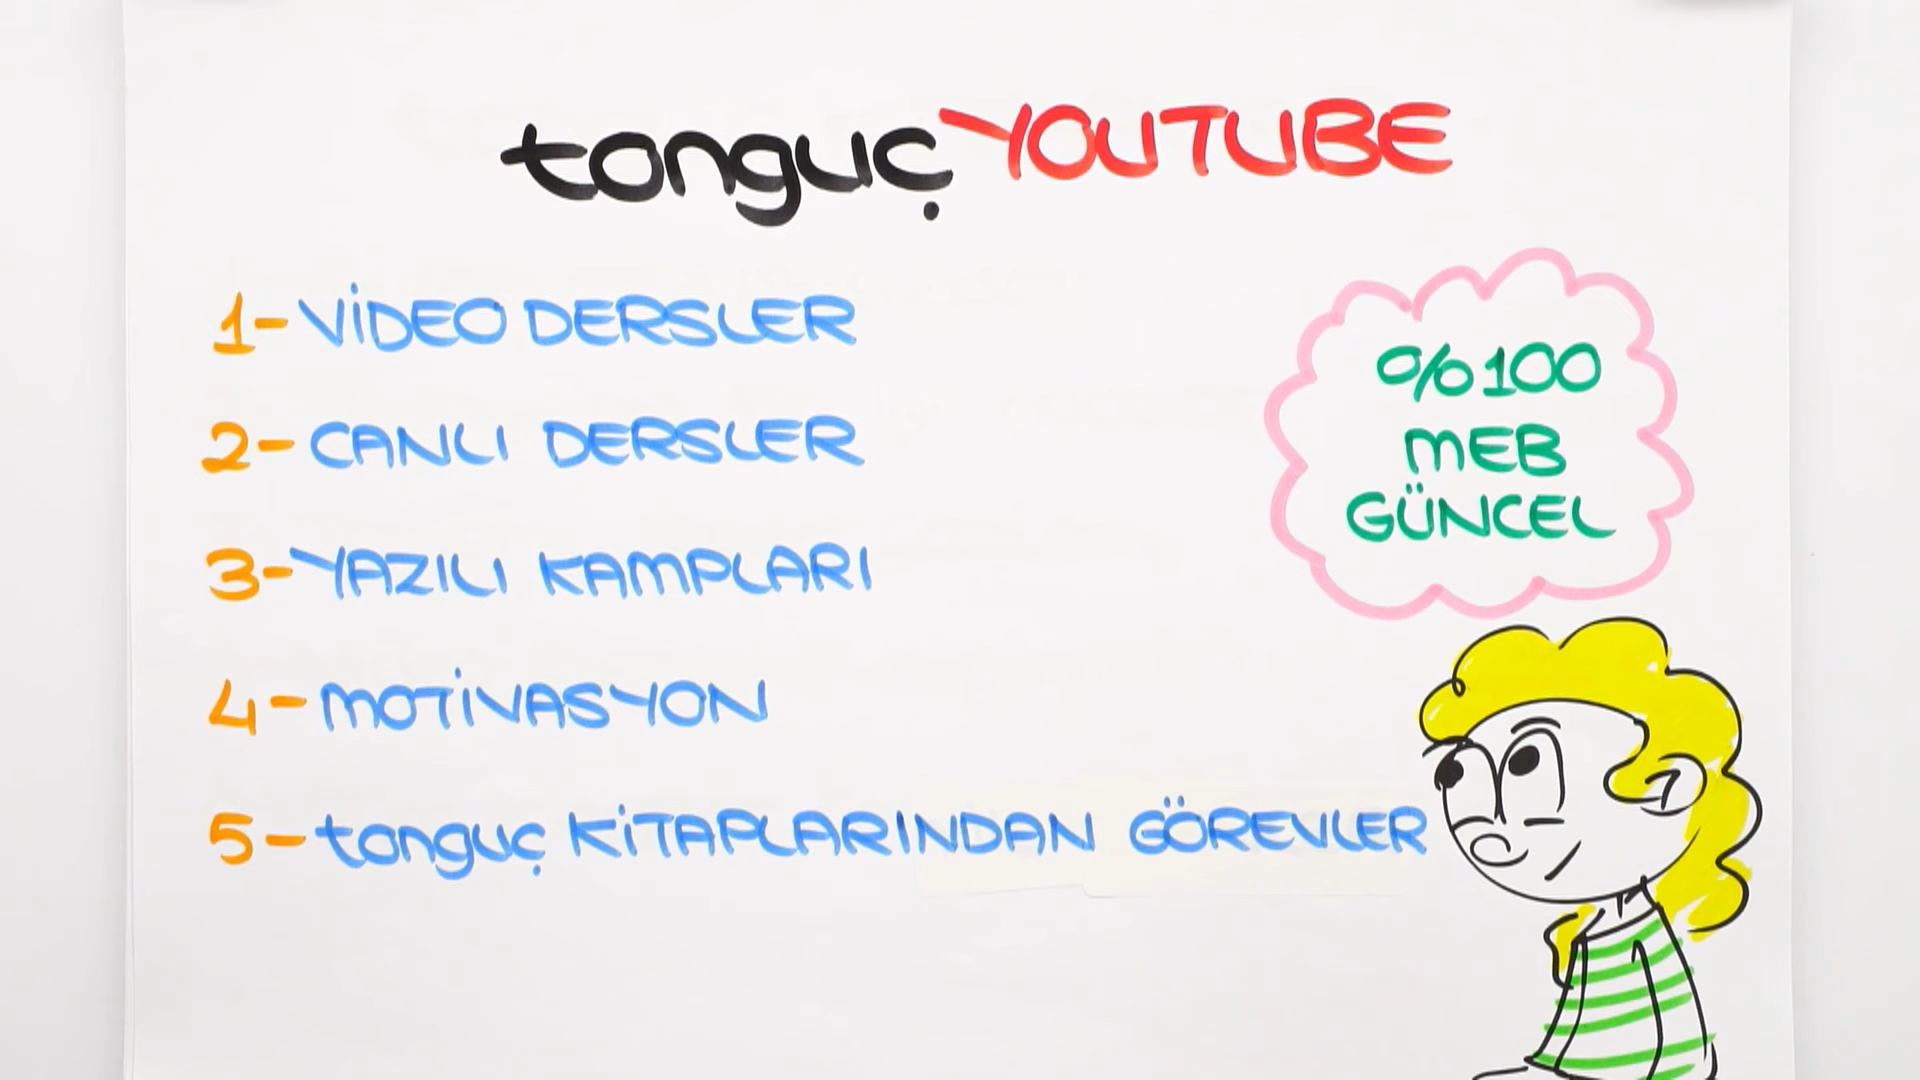 tonguç YOUTUBE
1- VİDEO DERSLER
2- CANLI DERSLER
3- YAZILI KAMPLARI
4- MOTİVASYON
5- tonguç KİTAPLARINDAN GÖREVLER
%100
MEB
GÜNCEL